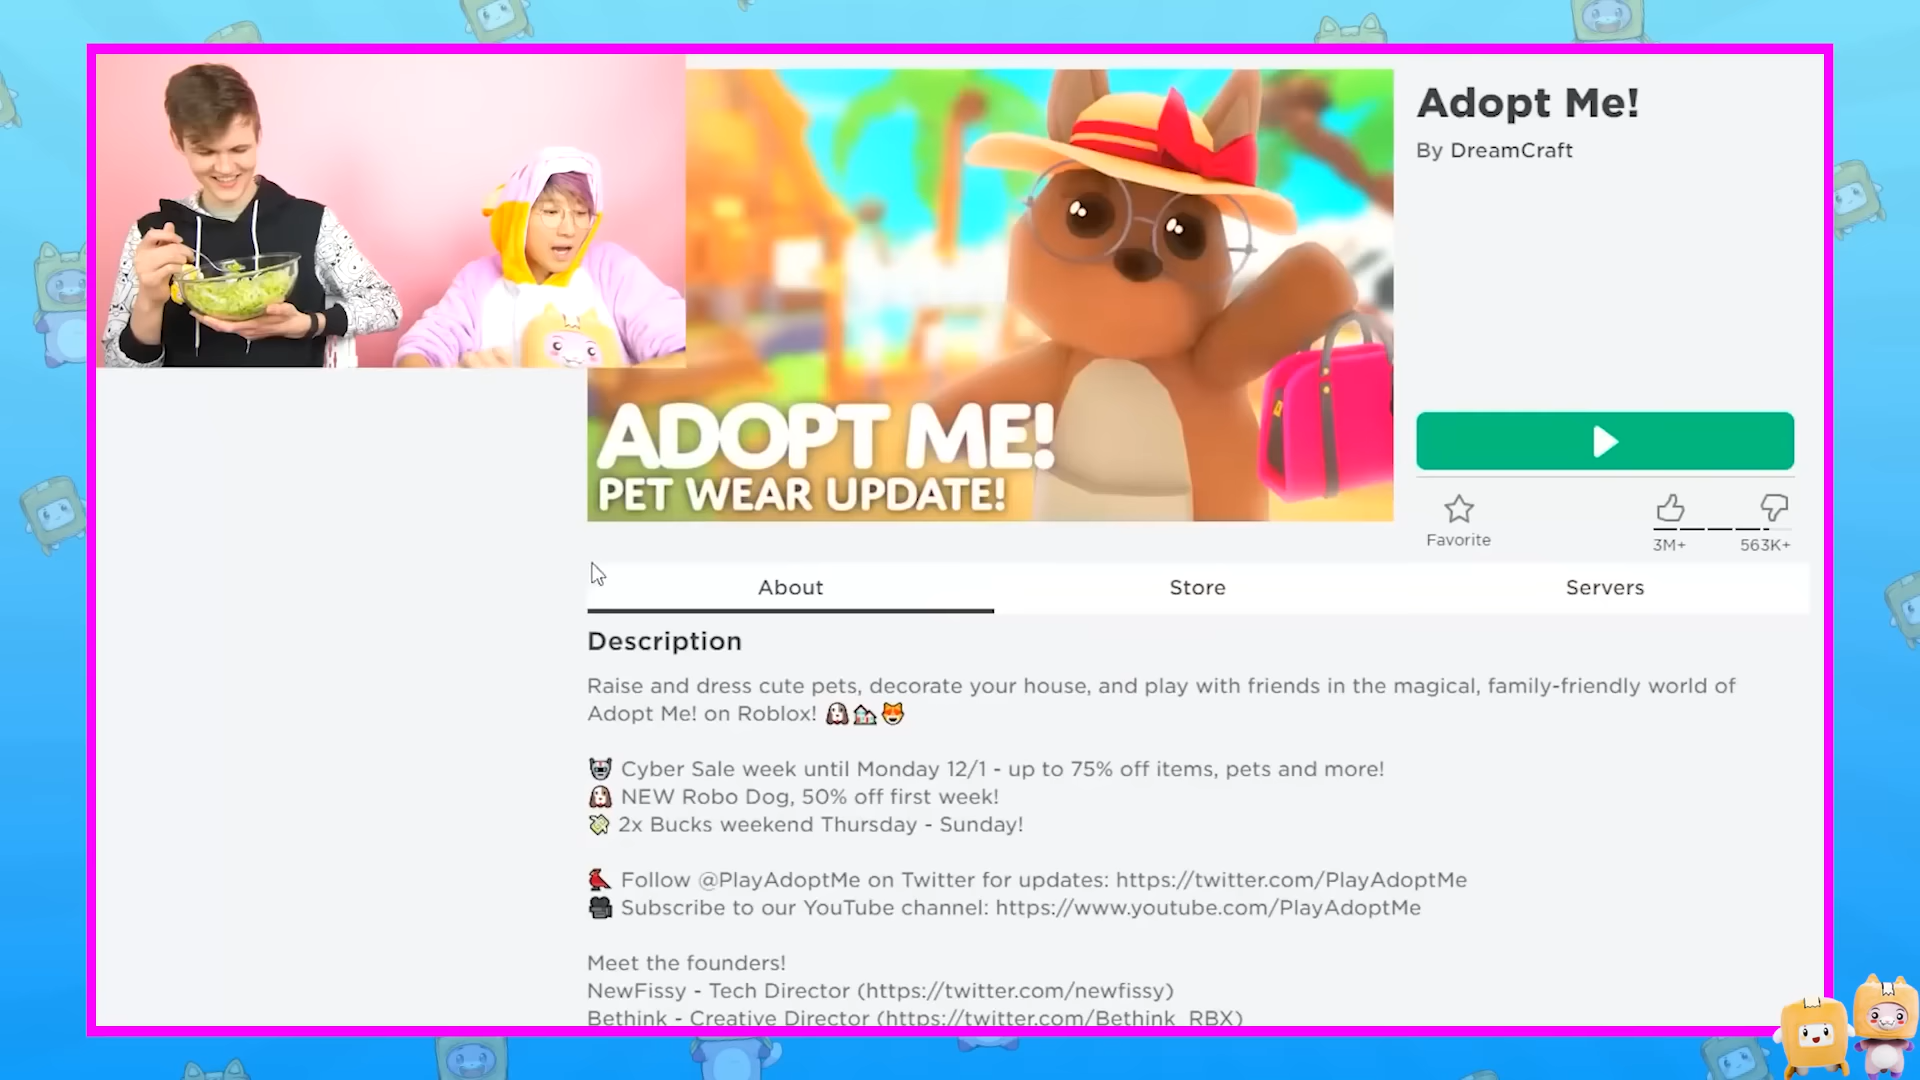 Adopt Me!
By DreamCraft
ADOPT ME!
PET WEAR UPDATE!
Favorite
3M+
563K+
About
Store
Servers
Description
Raise and dress cute pets, decorate your house, and play with friends in the magical, family-friendly world of
Adopt Me! on Roblox! 🐶🏠😻
🤖 Cyber Sale week until Monday 12/1 - up to 75% off items, pets and more!
🐶 NEW Robo Dog, 50% off first week!
💸 2x Bucks weekend Thursday - Sunday!
🐦 Follow @PlayAdoptMe on Twitter for updates: https://twitter.com/PlayAdoptMe
🎥 Subscribe to our YouTube channel: https://www.youtube.com/PlayAdoptMe
Meet the founders!
NewFissy - Tech Director (https://twitter.com/newfissy)
Bethink - Creative Director (https://twitter.com/Bethink_RBX)